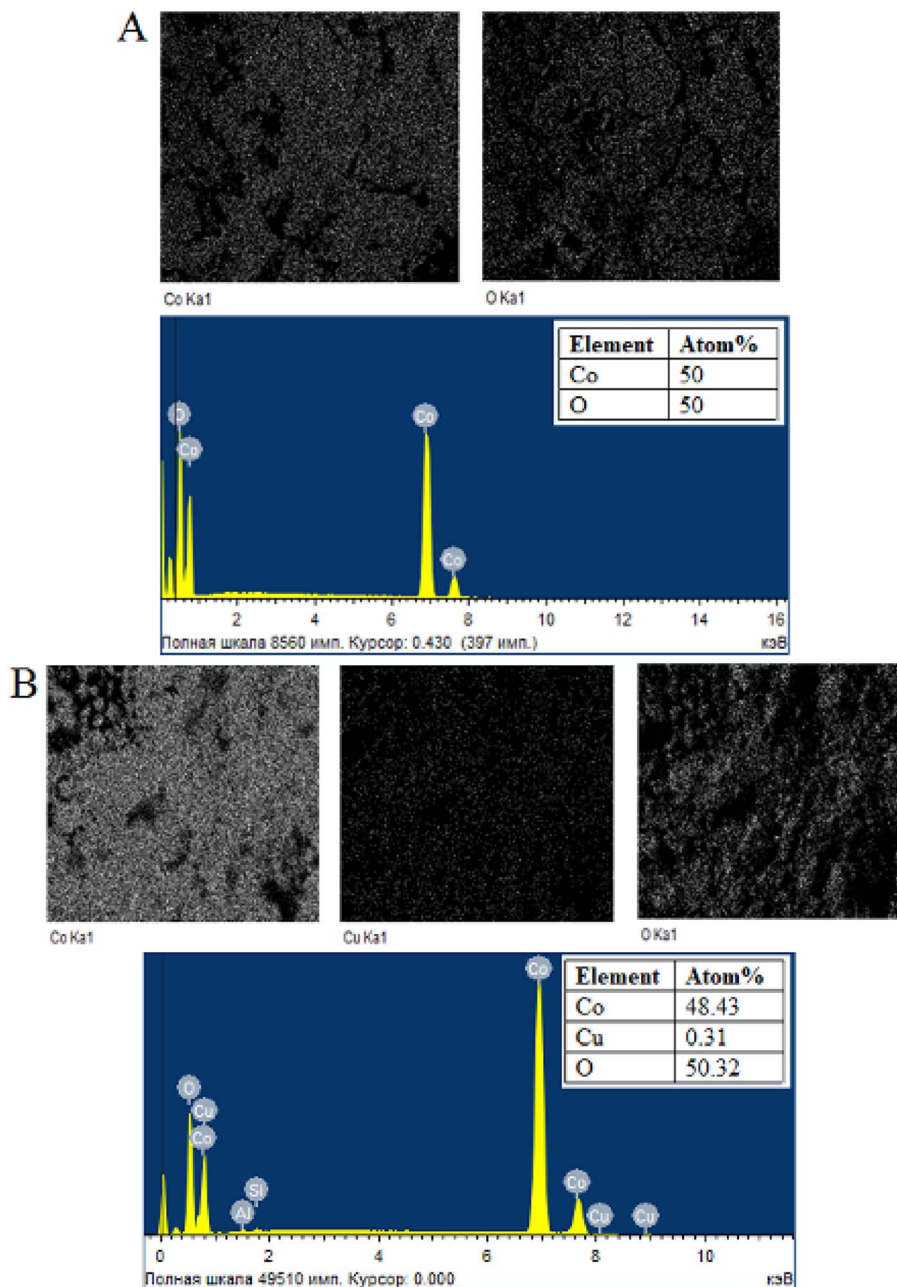 A
Co Ka1
O Ka1
Element Atom%
Co 50
O 50
O
Co
Co
Co
2 4 6 8 10 12 14 16
Полная шкала 8560 имп. Курсор: 0.430 (397 имп.)
кэВ
B
Co Ka1
Cu Ka1
O Ka1
Element Atom%
Co 48.43
Cu 0.31
O 50.32
Co
O
Cu
Co
Si
Al
Co
Cu
Cu
0 2 4 6 8 10
Полная шкала 49510 имп. Курсор: 0.000
кэВ